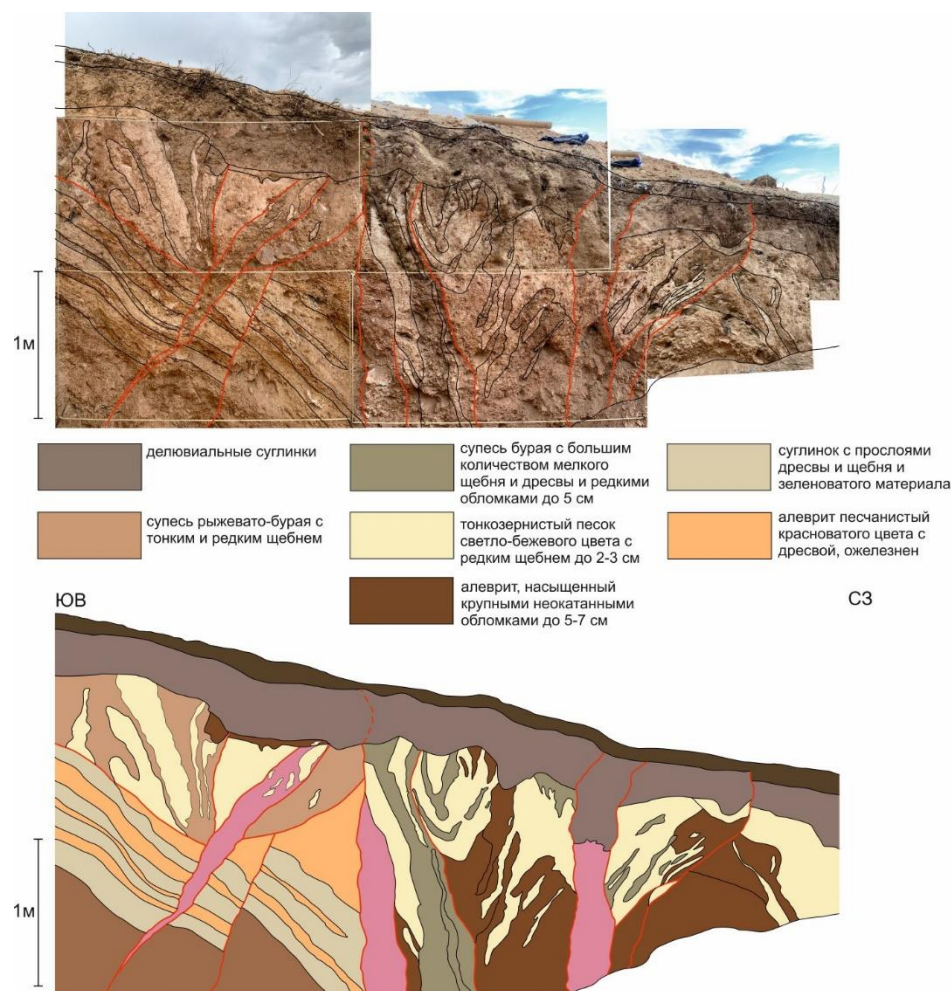 1м
делювиальные суглинки
супесь рыжевато-бурая с
тонким и редким щебнем
супесь бурая с большим
количеством мелкого
щебня и дресвы и редкими
обломками до 5 см
тонкозернистый песок
светло-бежевого цвета с
редким щебнем до 2-3 см
алеврит, насыщенный
крупными неокатанными
обломками до 5-7 см
суглинок с прослоями
дресвы и щебня и
зеленоватого материала
алеврит песчанистый
красноватого цвета с
дресвой, ожелезнен
ЮВ
СЗ
1м